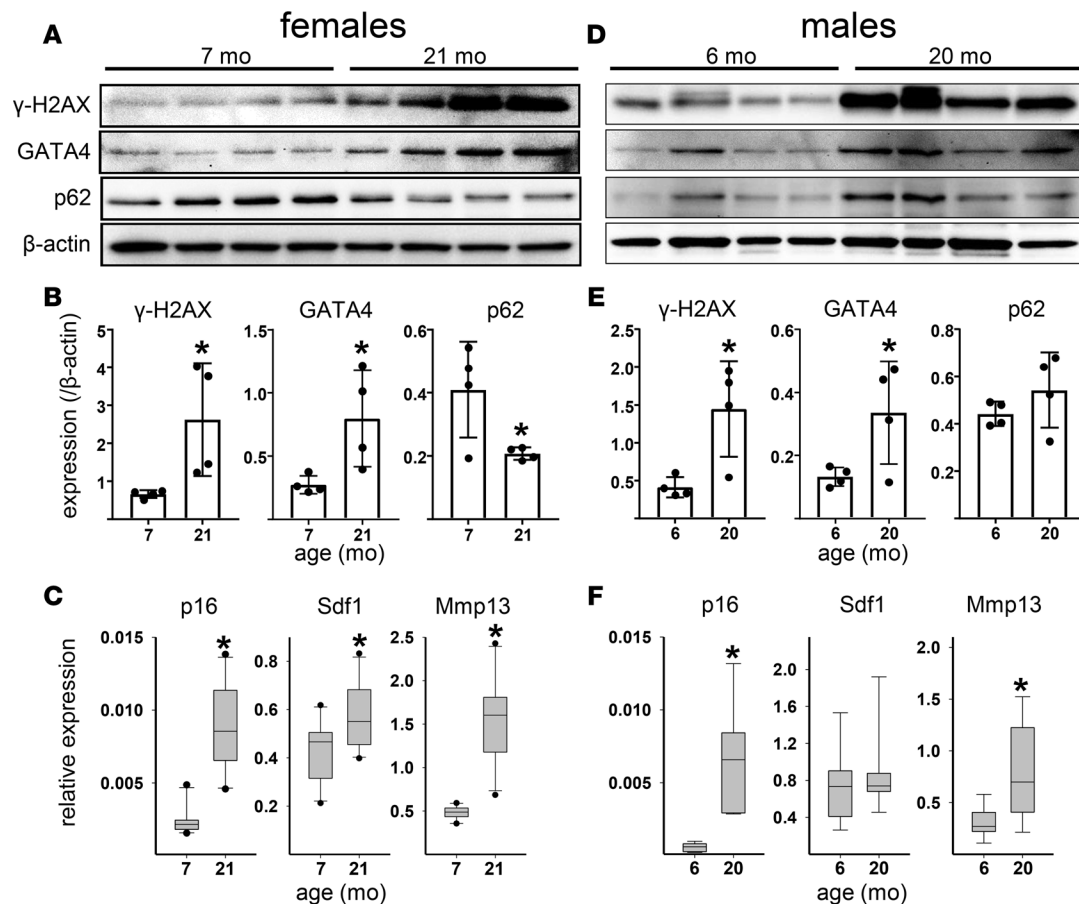 A females
7 mo 21 mo
γ-H2AX
GATA4
p62
β-actin
D males
6 mo 20 mo
B
γ-H2AX GATA4 p62
expression (/β-actin)
5 4 3 2 1
1.5 1.0 0.5
0.6 0.4 0.2
7 21 7 21 7 21
* * *
age (mo)
E
γ-H2AX GATA4 p62
2.5 2.0 1.5 1.0 0.5
0.6 0.4 0.2
0.8 0.6 0.4 0.2
6 20 6 20 6 20
* *
age (mo)
C
p16 Sdf1 Mmp13
relative expression
0.015 0.010 0.005
0.8 0.6 0.4 0.2
2.5 2.0 1.5 1.0 0.5
7 21 7 21 7 21
* * *
age (mo)
F
p16 Sdf1 Mmp13
0.015 0.010 0.005
2.0 1.6 1.2 0.8 0.4
2.0 1.5 1.0 0.5
6 20 6 20 6 20
* *
age (mo)